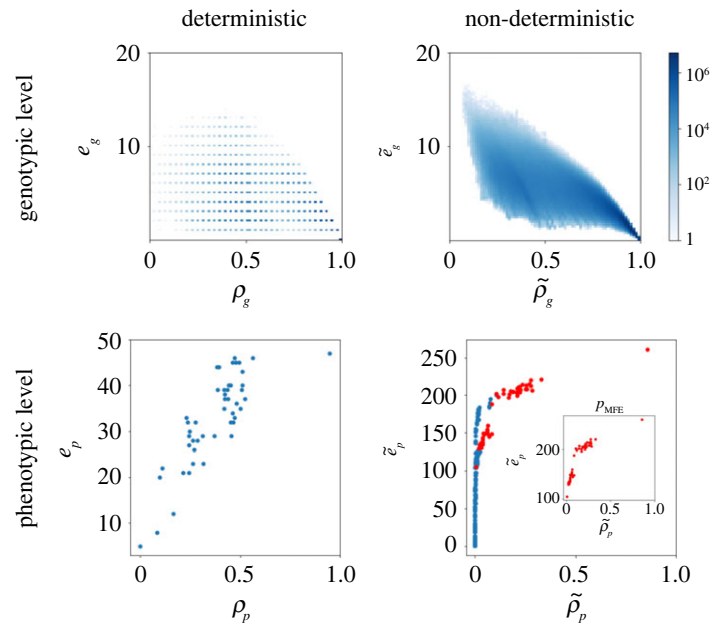 deterministic
non-deterministic
genotypic level
e_g
20
10
0
0.5
1.0
ρ_g
ẽ_g
20
10
0
0.5
1.0
ρ̃_g
10^6
10^4
10^2
1
phenotypic level
e_p
50
40
30
20
10
0
0.5
1.0
ρ_p
ẽ_p
250
200
150
100
50
0
0
0.5
1.0
ρ̃_p
p_MFE
ẽ_p
200
100
0
0.5
1.0
ρ̃_p